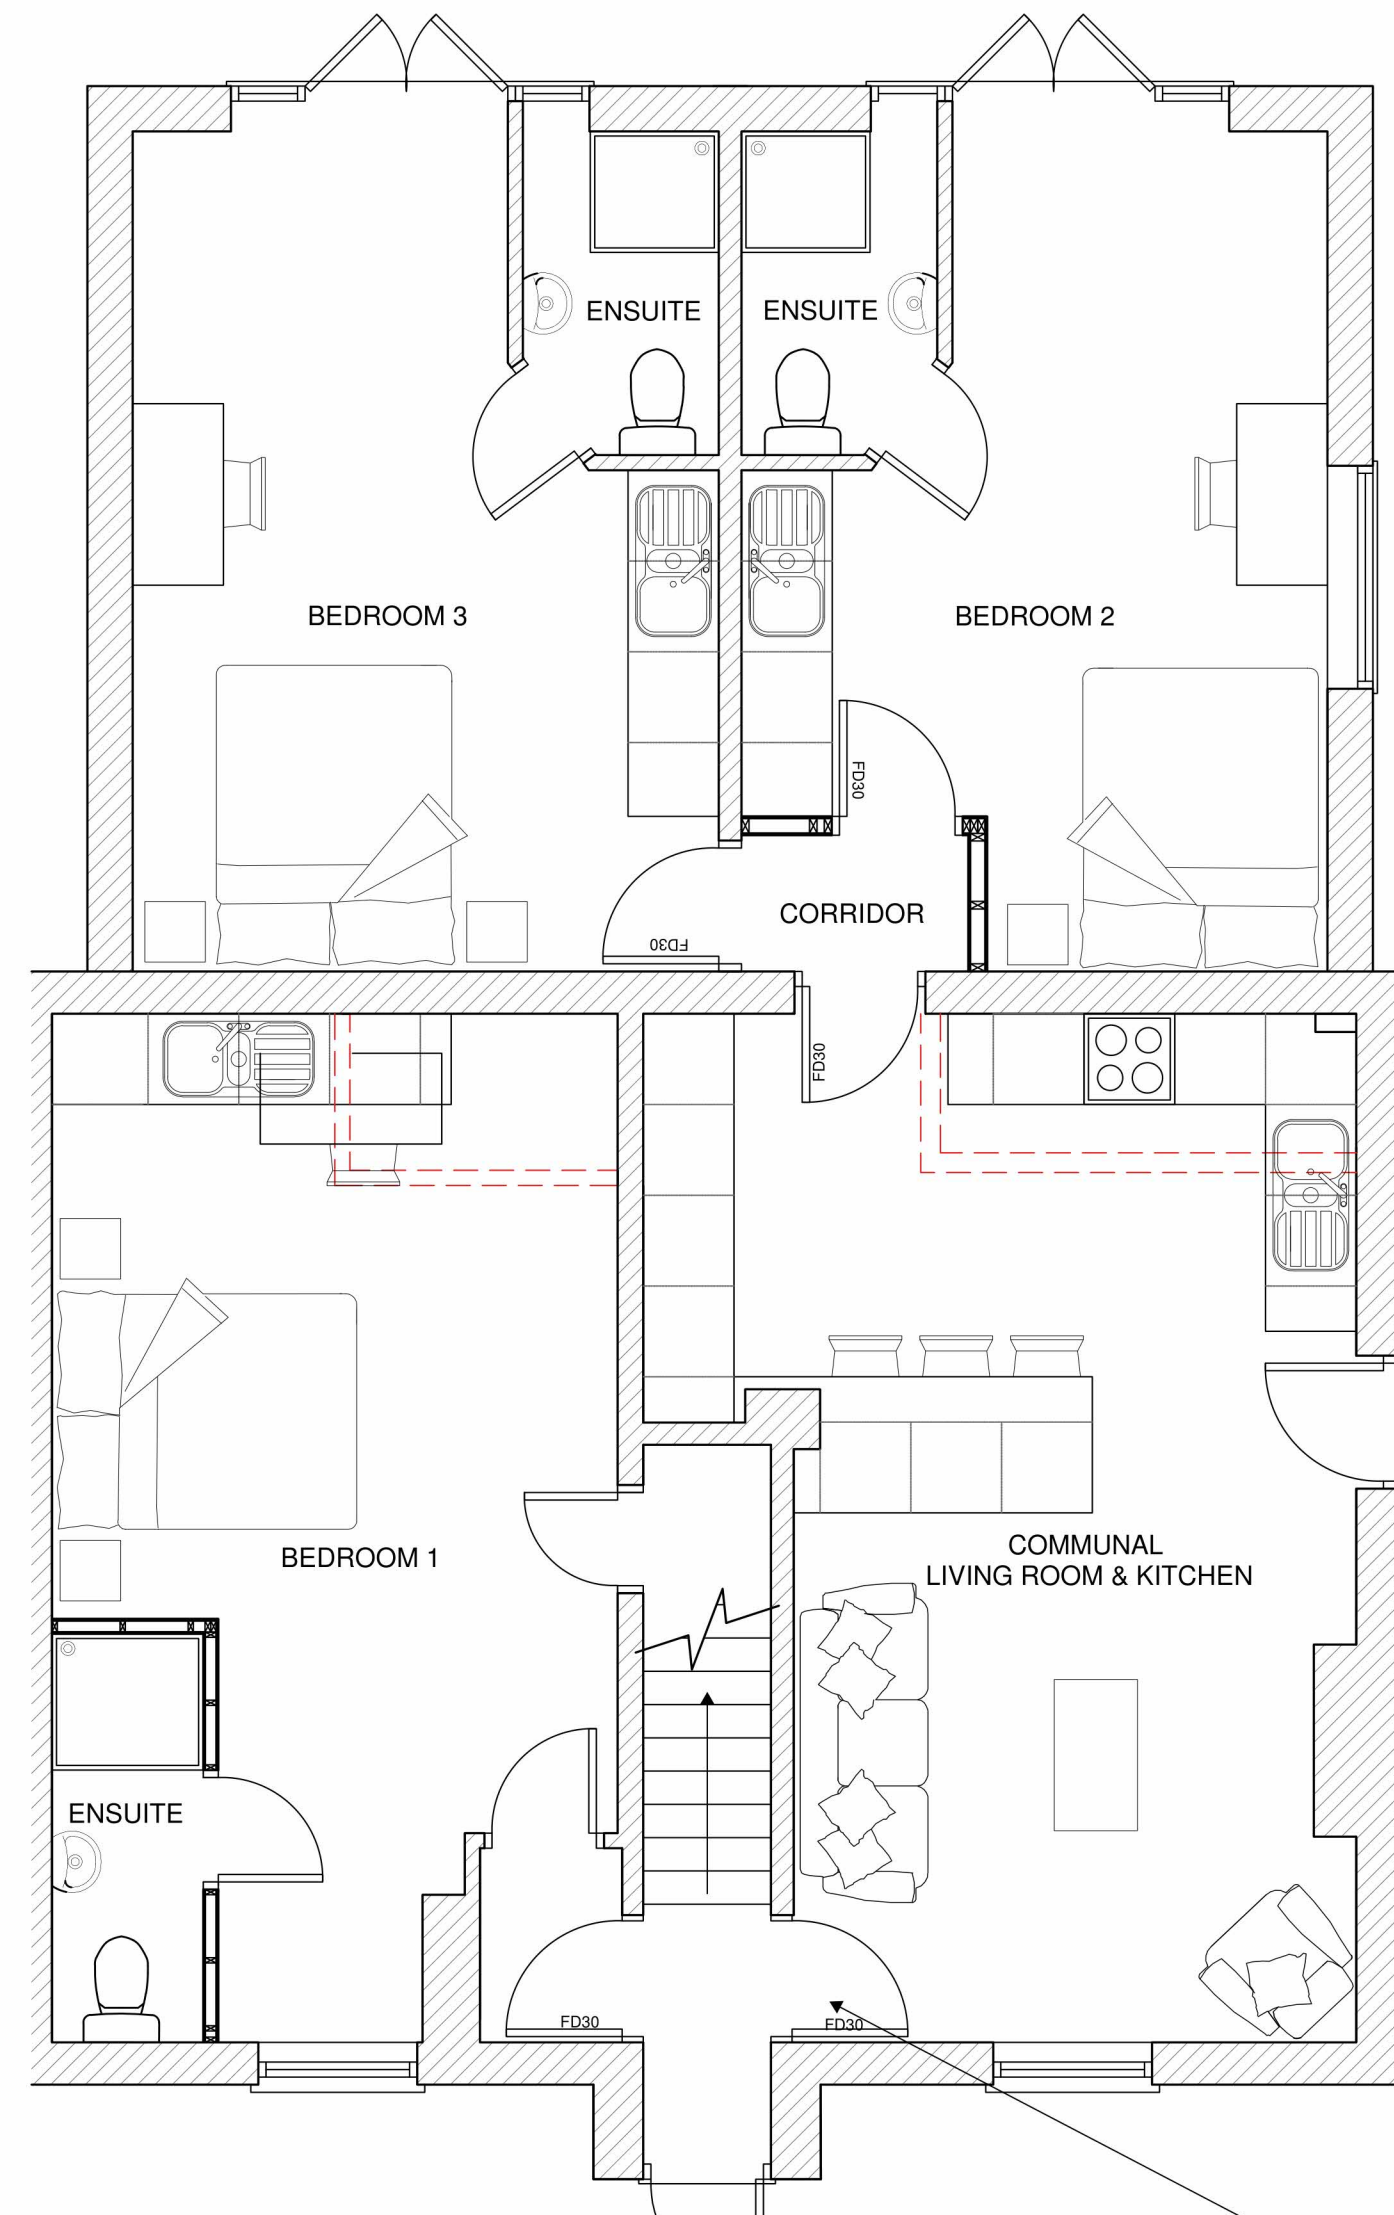 ENSUITE
ENSUITE
BEDROOM 3
BEDROOM 2
FD30
CORRIDOR
FD30
FD30
COMMUNAL
LIVING ROOM & KITCHEN
BEDROOM 1
ENSUITE
FD30
FD30